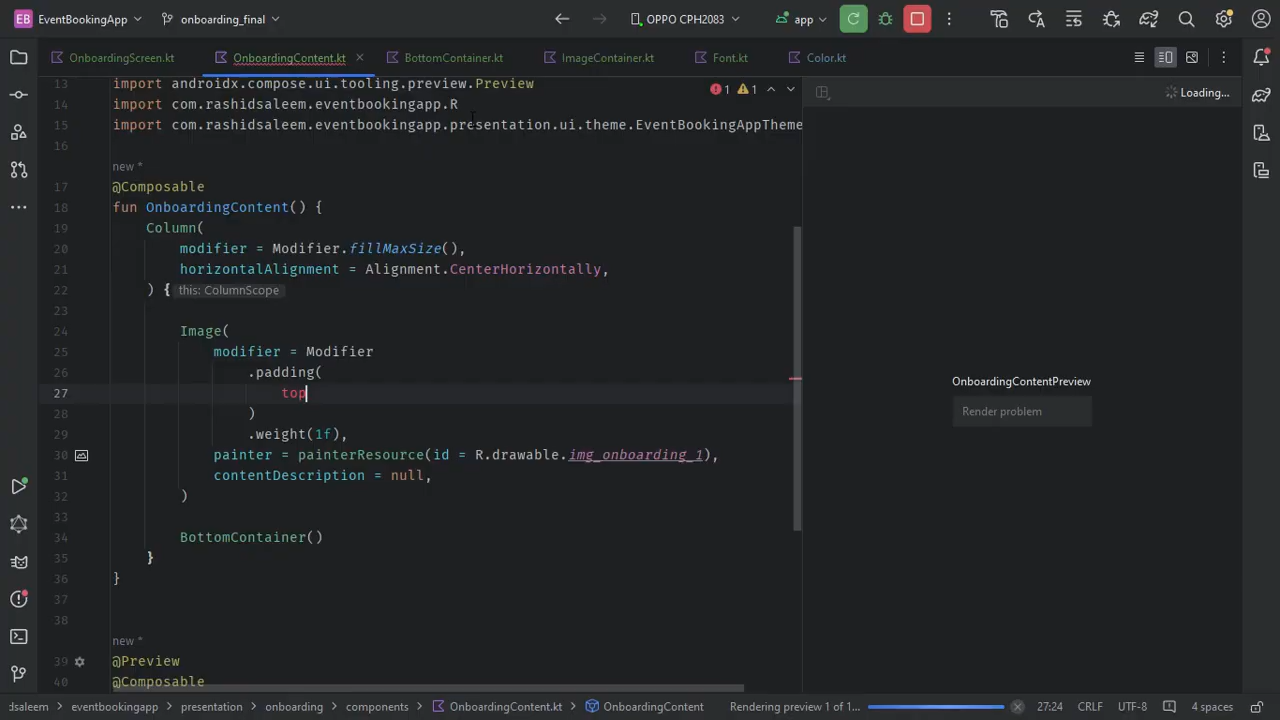 EB EventBookingApp onboarding_final OPPO CPH2083 app
OnboardingScreen.kt OnboardingContent.kt BottomContainer.kt ImageContainer.kt Font.kt Color.kt
13 import androidx.compose.ui.tooling.preview.Preview
1 1
Loading...
14 import com.rashidsaleem.eventbookingapp.R
15 import com.rashidsaleem.eventbookingapp.presentation.ui.theme.EventBookingAppTheme
16
new *
17 @Composable
18 fun OnboardingContent() {
19 Column(
20 modifier = Modifier.fillMaxSize(),
21 horizontalAlignment = Alignment.CenterHorizontally,
22 ) { this: ColumnScope
23
24 Image(
25 modifier = Modifier
26 .padding(
27 top
28 )
29 .weight(1f),
30 painter = painterResource(id = R.drawable.img_onboarding_1),
31 contentDescription = null,
32 )
33
34 BottomContainer()
35 }
36 }
37
38
new *
39 @Preview
40 @Composable
OnboardingContentPreview
Render problem
dsaleem eventbookingapp presentation onboarding components OnboardingContent.kt OnboardingContent Rendering preview 1 of 1... 27:24 CRLF UTF-8 4 spaces